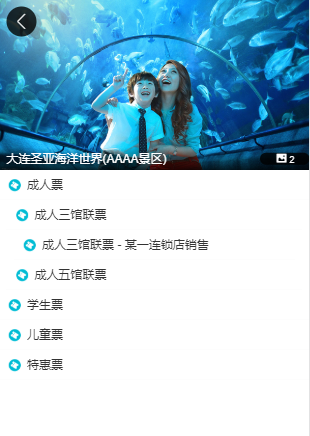 大连圣亚海洋世界(AAAA景区)
2
成人票
成人三馆联票
成人三馆联票 - 某一连锁店销售
成人五馆联票
学生票
儿童票
特惠票